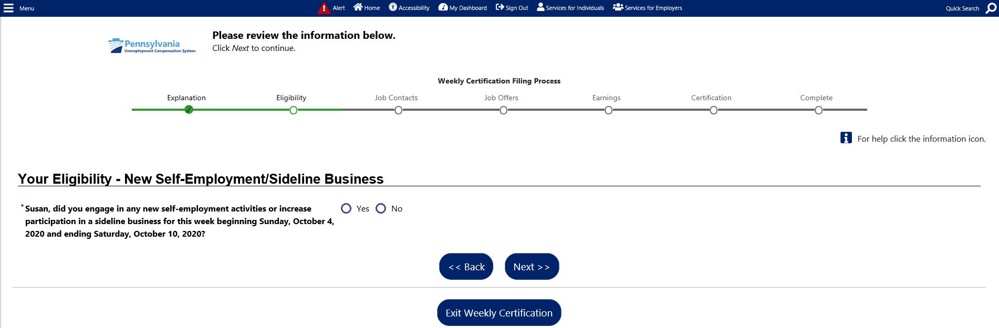 Menu
Alert
Home
Accessibility
My Dashboard
Sign Out
Services for Individuals
Services for Employers
Quick Search
Pennsylvania
Unemployment Compensation System
Please review the information below.
Click Next to continue.
Weekly Certification Filing Process
Explanation
Eligibility
Job Contacts
Job Offers
Earnings
Certification
Complete
For help click the information icon.
Your Eligibility - New Self-Employment/Sideline Business
* Susan, did you engage in any new self-employment activities or increase
participation in a sideline business for this week beginning Sunday, October 4,
2020 and ending Saturday, October 10, 2020?
Yes
No
<< Back
Next >>
Exit Weekly Certification